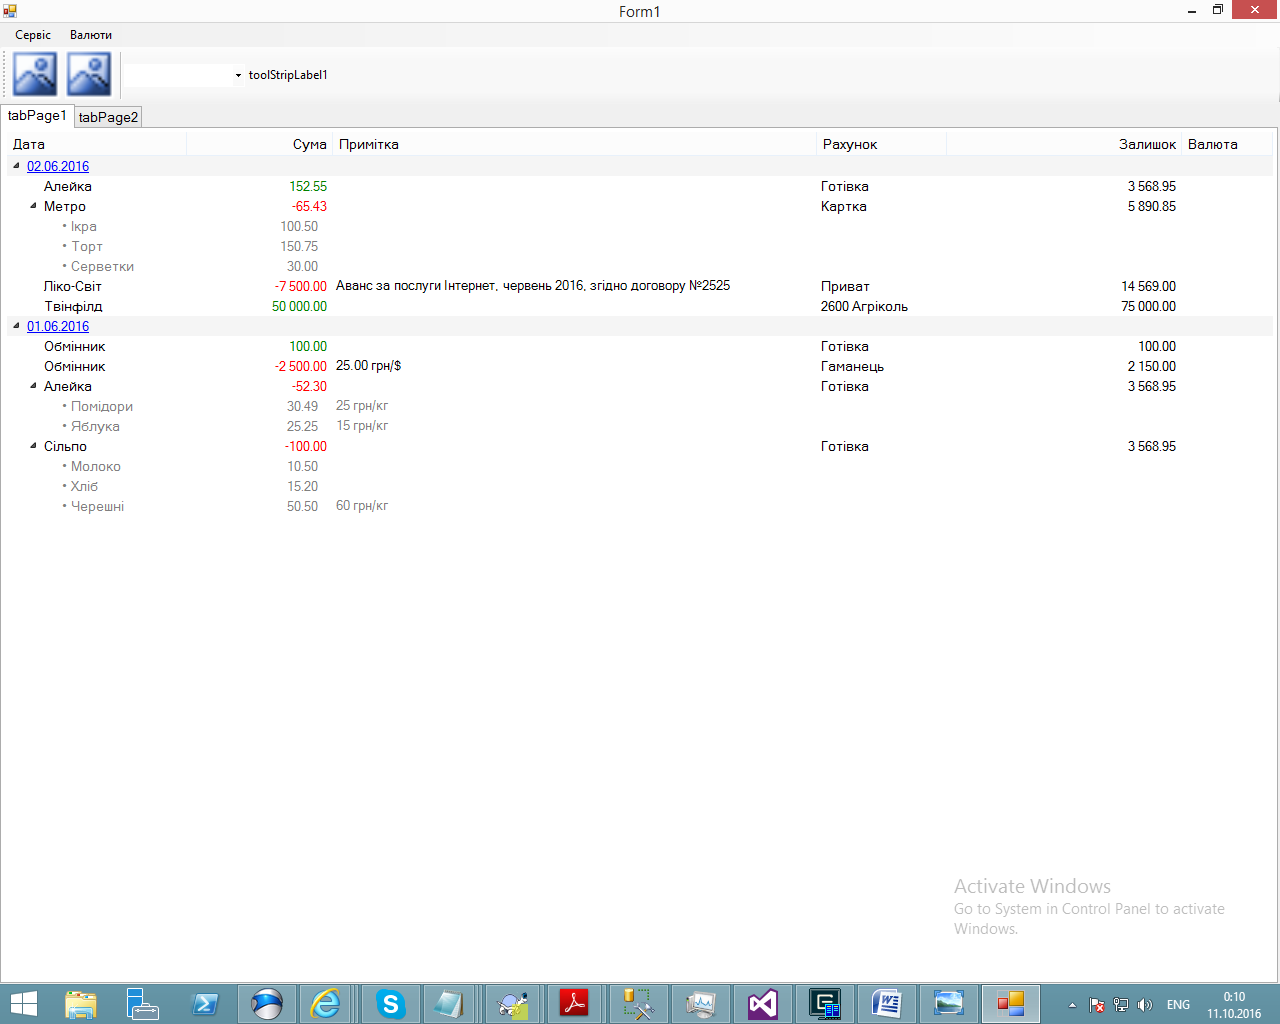 Form1
Сервіс Валюти
toolStripLabel1
tabPage1 tabPage2
Дата Сума Примітка Рахунок Залишок Валюта
02.06.2016
Алейка 152.55 Готівка 3 568.95
Метро -65.43 Картка 5 890.85
• Ікра 100.50
• Торт 150.75
• Серветки 30.00
Ліко-Світ -7 500.00 Аванс за послуги Інтернет, червень 2016, згідно договору №2525 Приват 14 569.00
Твінфілд 50 000.00 2600 Агріколь 75 000.00
01.06.2016
Обмінник 100.00 Готівка 100.00
Обмінник -2 500.00 25.00 грн/$ Гаманець 2 150.00
Алейка -52.30 Готівка 3 568.95
• Помідори 30.49 25 грн/кг
• Яблука 25.25 15 грн/кг
Сільпо -100.00 Готівка 3 568.95
• Молоко 10.50
• Хліб 15.20
• Черешні 50.50 60 грн/кг
Activate Windows
Go to System in Control Panel to activate
Windows.
ENG
0:10
11.10.2016